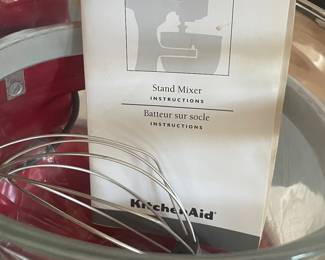 Stand Mixer
INSTRUCTIONS
Batteur sur socle
INSTRUCTIONS
KitchenAid®